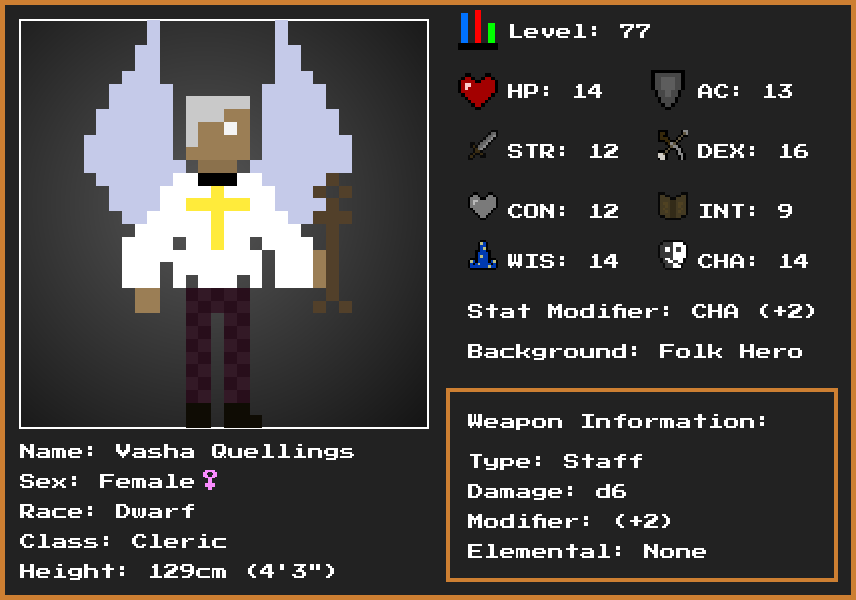 Level: 77
HP: 14
AC: 13
STR: 12
DEX: 16
CON: 12
INT: 9
WIS: 14
CHA: 14
Stat Modifier: CHA (+2)
Background: Folk Hero
Weapon Information:
Type: Staff
Damage: d6
Modifier: (+2)
Elemental: None
Name: Vasha Quellings
Sex: Female♀
Race: Dwarf
Class: Cleric
Height: 129cm (4'3")